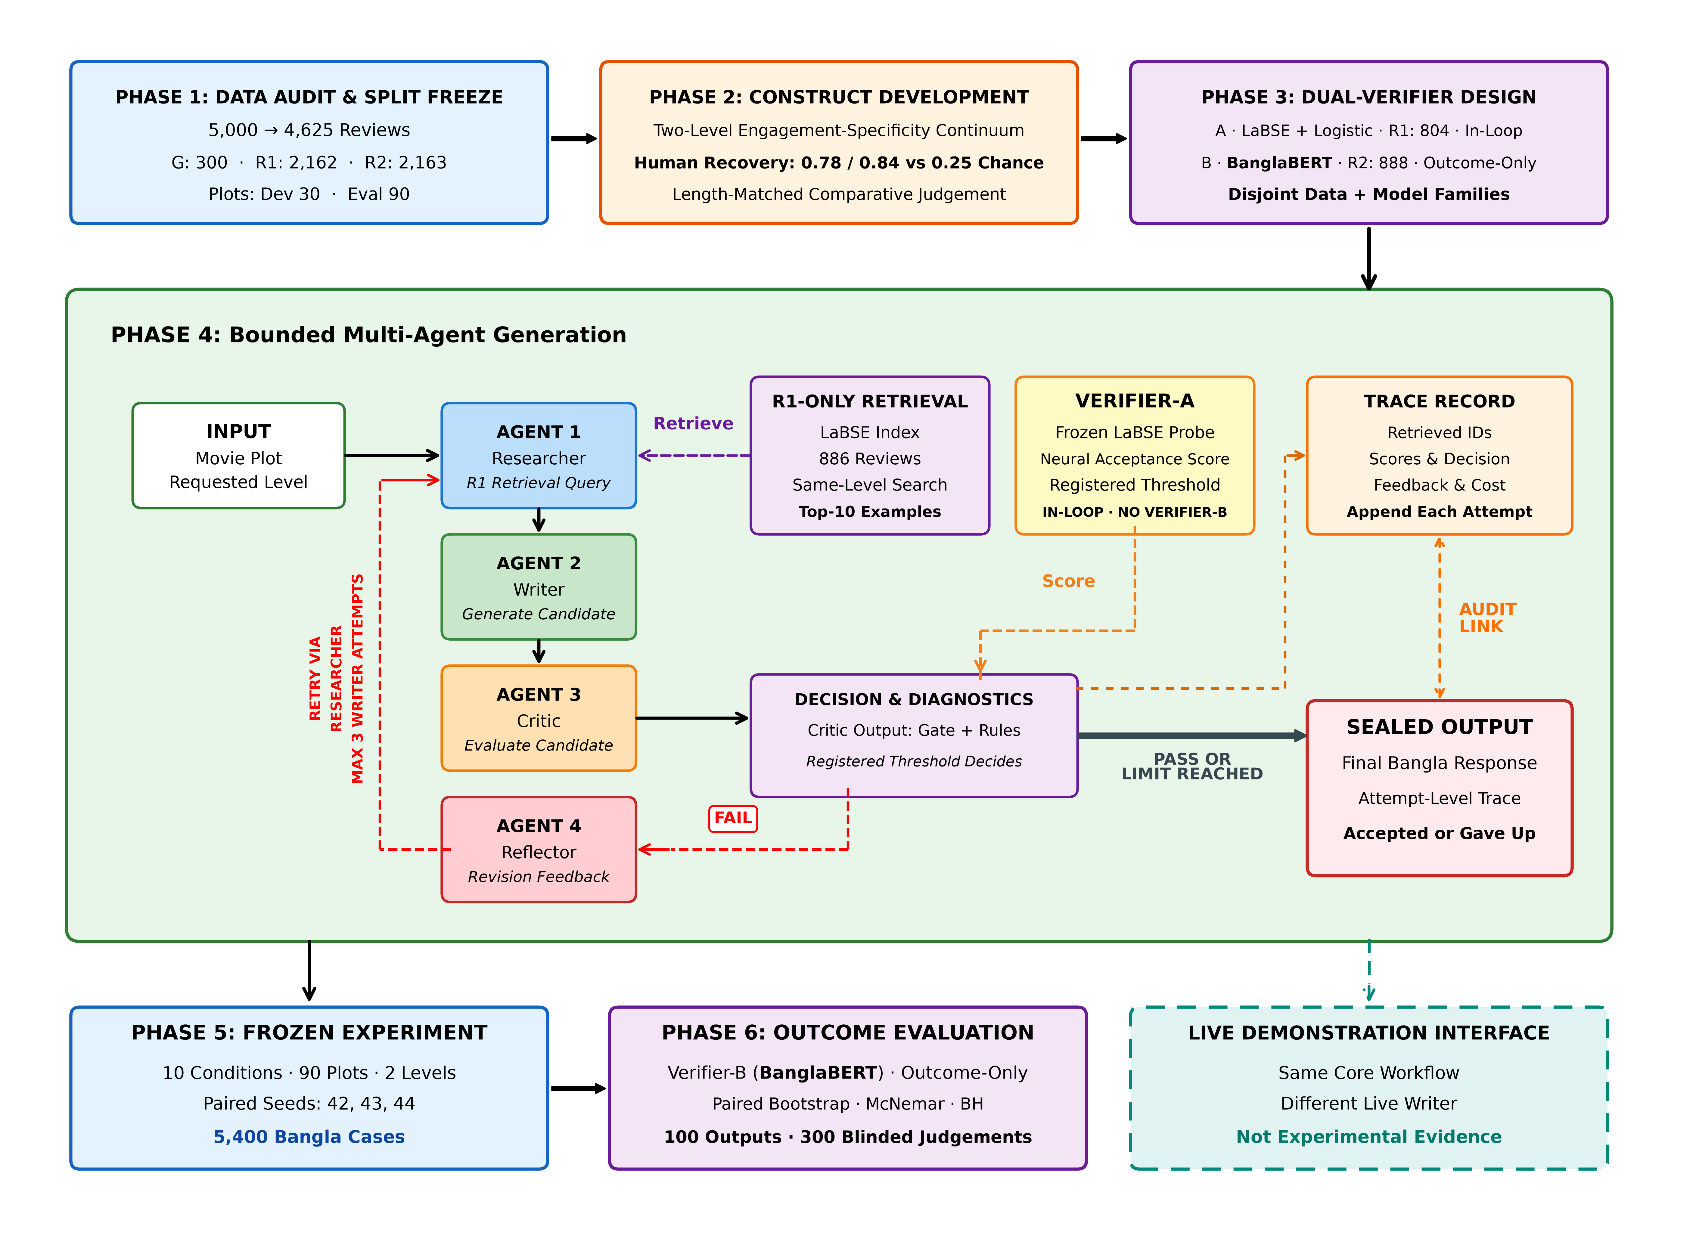 PHASE 1: DATA AUDIT & SPLIT FREEZE
5,000 → 4,625 Reviews
G: 300 · R1: 2,162 · R2: 2,163
Plots: Dev 30 · Eval 90
PHASE 2: CONSTRUCT DEVELOPMENT
Two-Level Engagement-Specificity Continuum
Human Recovery: 0.78 / 0.84 vs 0.25 Chance
Length-Matched Comparative Judgement
PHASE 3: DUAL-VERIFIER DESIGN
A · LaBSE + Logistic · R1: 804 · In-Loop
B · BanglaBERT · R2: 888 · Outcome-Only
Disjoint Data + Model Families
PHASE 4: Bounded Multi-Agent Generation
INPUT
Movie Plot
Requested Level
AGENT 1
Researcher
R1 Retrieval Query
Retrieve
R1-ONLY RETRIEVAL
LaBSE Index
886 Reviews
Same-Level Search
Top-10 Examples
VERIFIER-A
Frozen LaBSE Probe
Neural Acceptance Score
Registered Threshold
IN-LOOP · NO VERIFIER-B
TRACE RECORD
Retrieved IDs
Scores & Decision
Feedback & Cost
Append Each Attempt
AGENT 2
Writer
Generate Candidate
Score
AUDIT
LINK
RETRY VIA
RESEARCHER
MAX 3 WRITER ATTEMPTS
AGENT 3
Critic
Evaluate Candidate
DECISION & DIAGNOSTICS
Critic Output: Gate + Rules
Registered Threshold Decides
PASS OR
LIMIT REACHED
SEALED OUTPUT
Final Bangla Response
Attempt-Level Trace
Accepted or Gave Up
FAIL
AGENT 4
Reflector
Revision Feedback
PHASE 5: FROZEN EXPERIMENT
10 Conditions · 90 Plots · 2 Levels
Paired Seeds: 42, 43, 44
5,400 Bangla Cases
PHASE 6: OUTCOME EVALUATION
Verifier-B (BanglaBERT) · Outcome-Only
Paired Bootstrap · McNemar · BH
100 Outputs · 300 Blinded Judgements
LIVE DEMONSTRATION INTERFACE
Same Core Workflow
Different Live Writer
Not Experimental Evidence